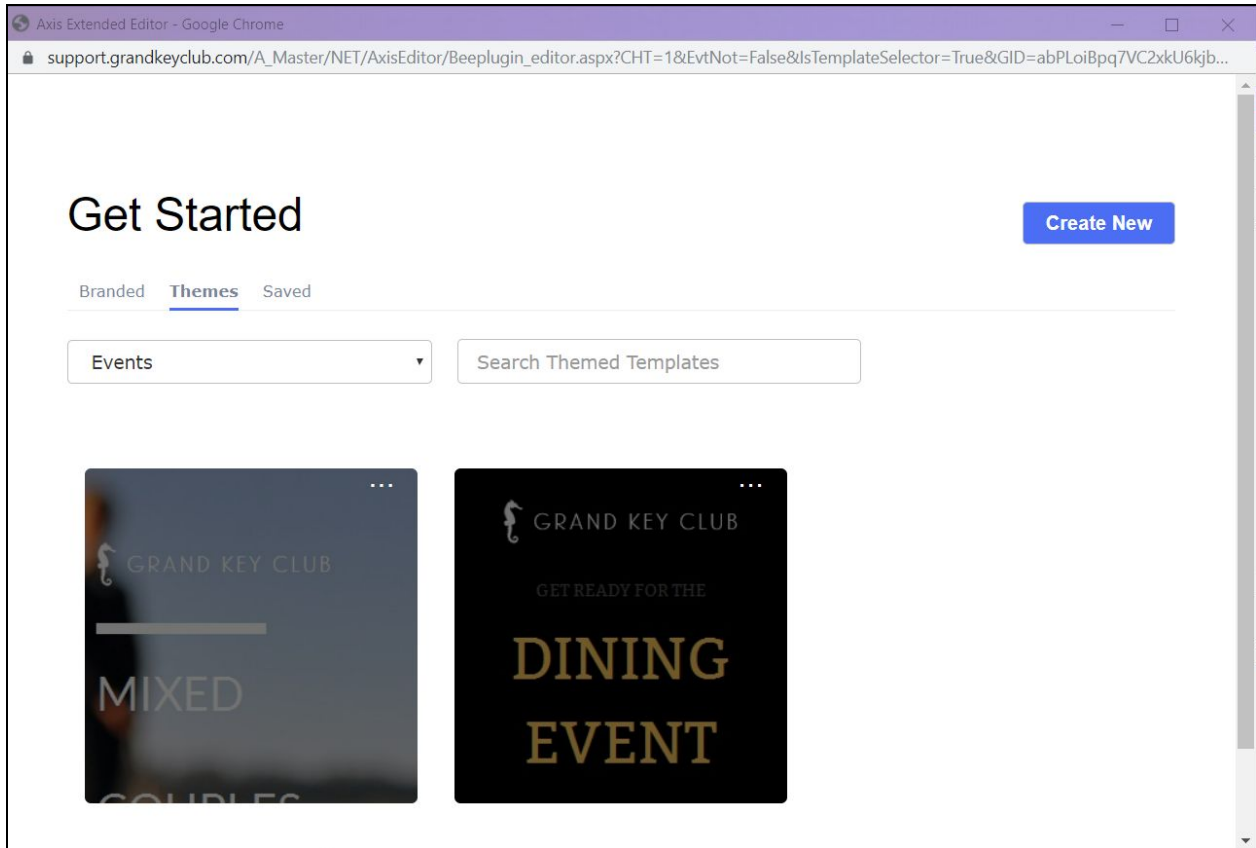 Axis Extended Editor - Google Chrome
support.grandkeyclub.com/A_Master/NET/AxisEditor/Beeplugin_editor.aspx?CHT=1&EvtNot=False&IsTemplateSelector=True&GID=abPLoiBpq7VC2xkU6kjb...
Get Started
Create New
Branded Themes Saved
Events
Search Themed Templates
...
GRAND KEY CLUB
MIXED
COUPLES
...
GRAND KEY CLUB
GET READY FOR THE
DINING
EVENT